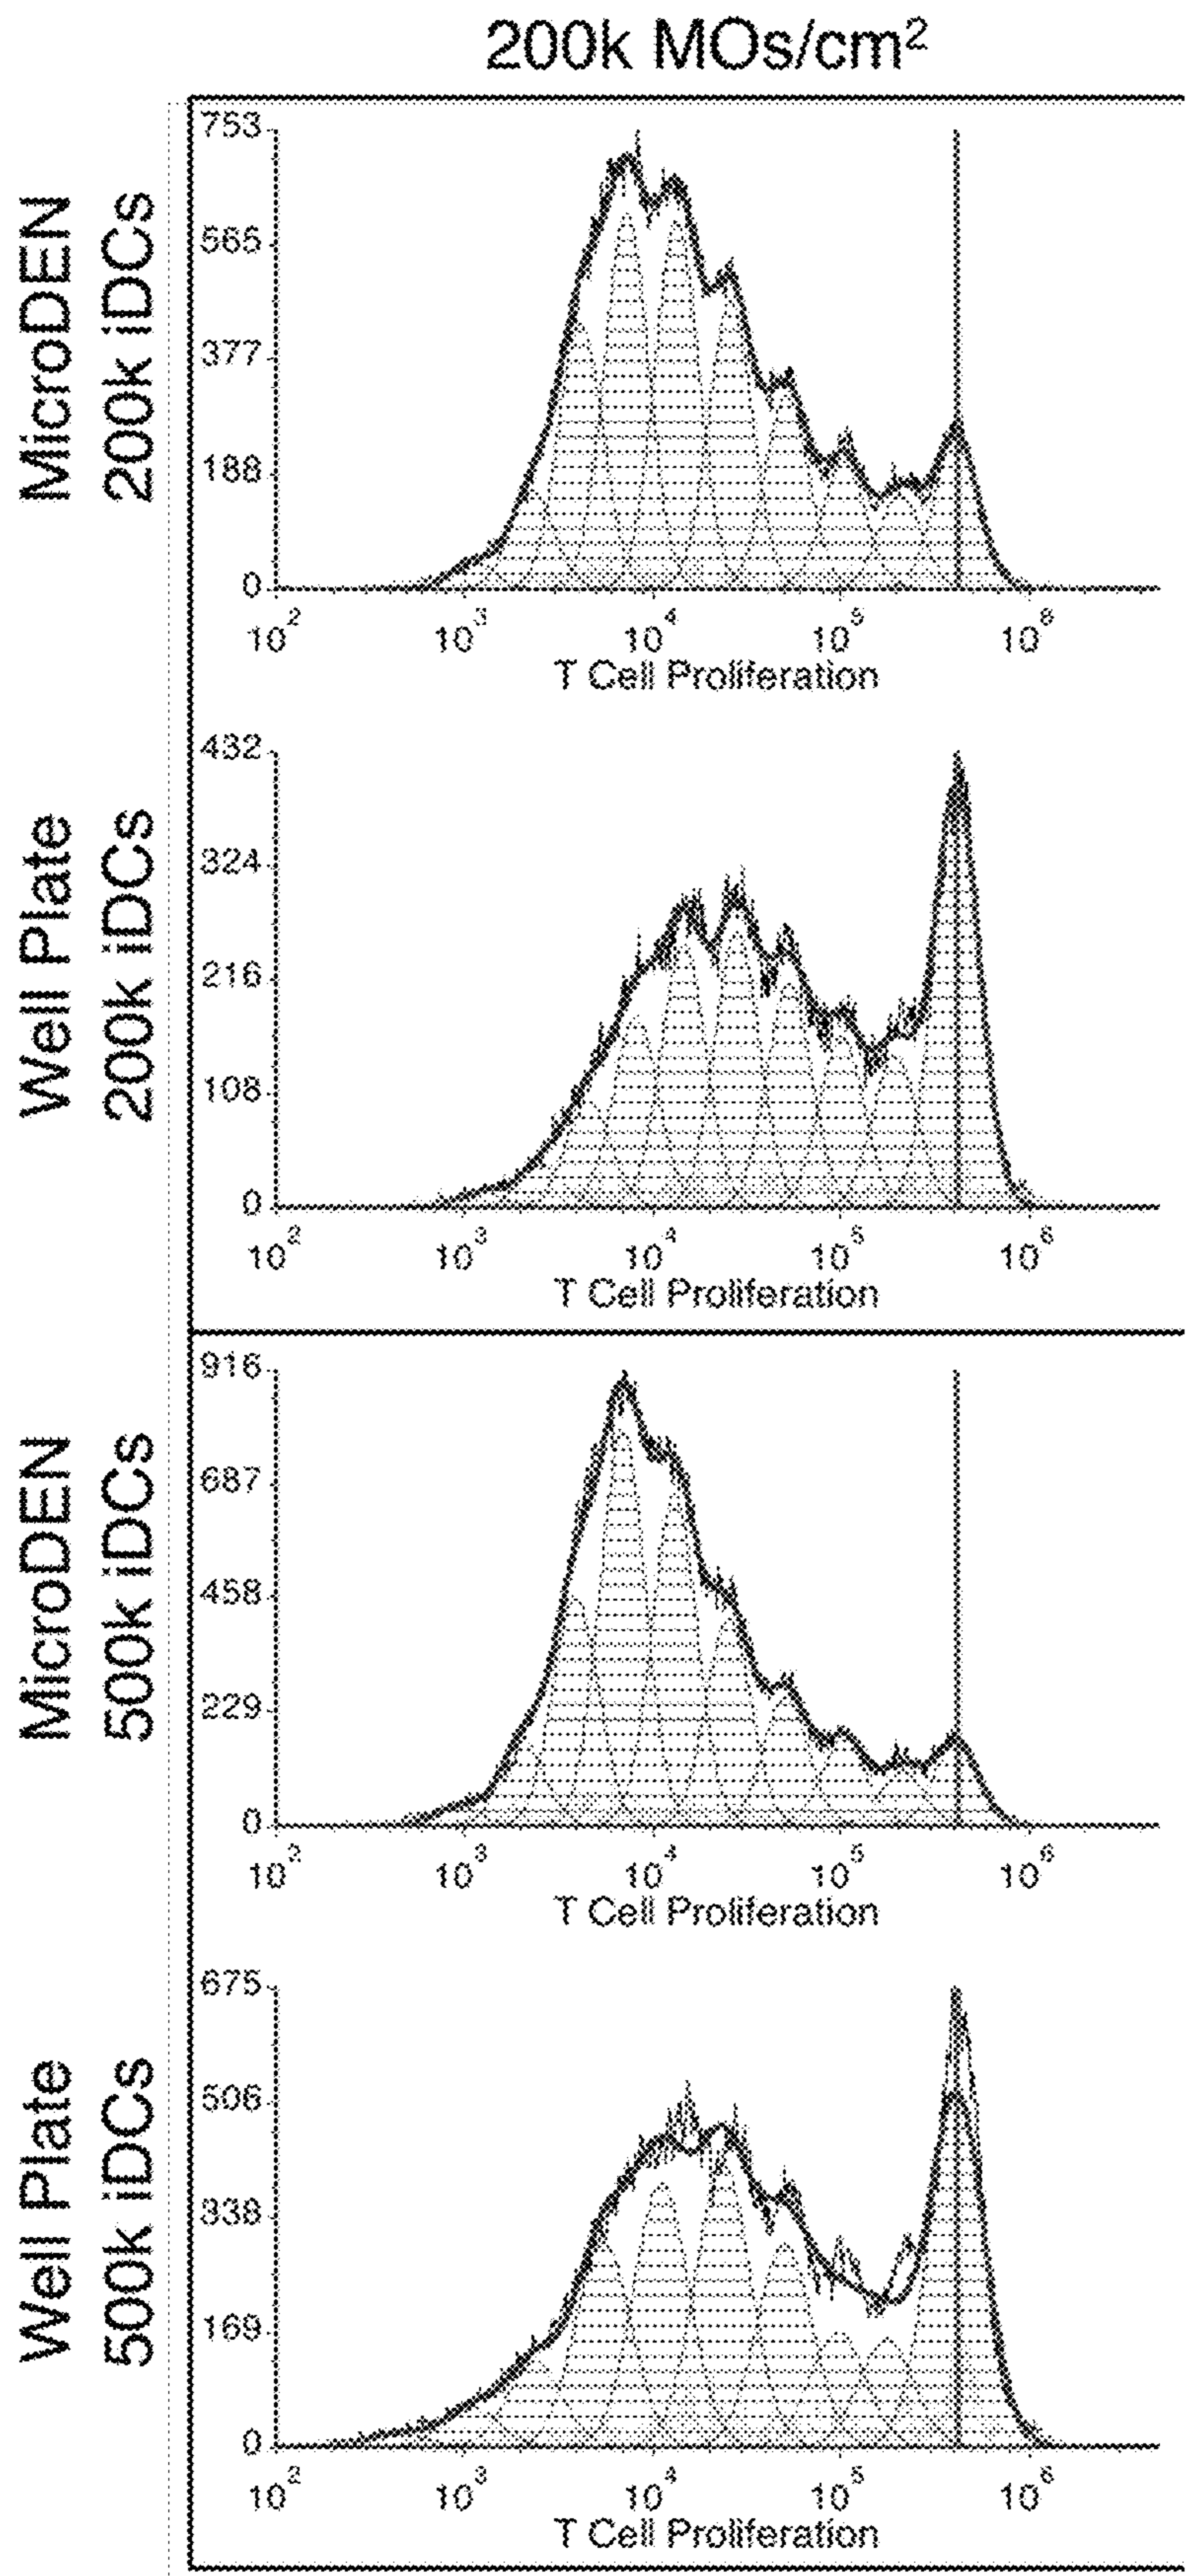 200k MOs/cm²
MicroDEN
200k iDCs
753
565
377
188
0
10² 10³ 10⁴ 10⁵ 10⁶
T Cell Proliferation
Well Plate
200k iDCs
432
324
216
108
0
10² 10³ 10⁴ 10⁵ 10⁶
T Cell Proliferation
MicroDEN
500k iDCs
916
687
458
229
0
10² 10³ 10⁴ 10⁵ 10⁶
T Cell Proliferation
Well Plate
500k iDCs
675
506
338
169
0
10² 10³ 10⁴ 10⁵ 10⁶
T Cell Proliferation